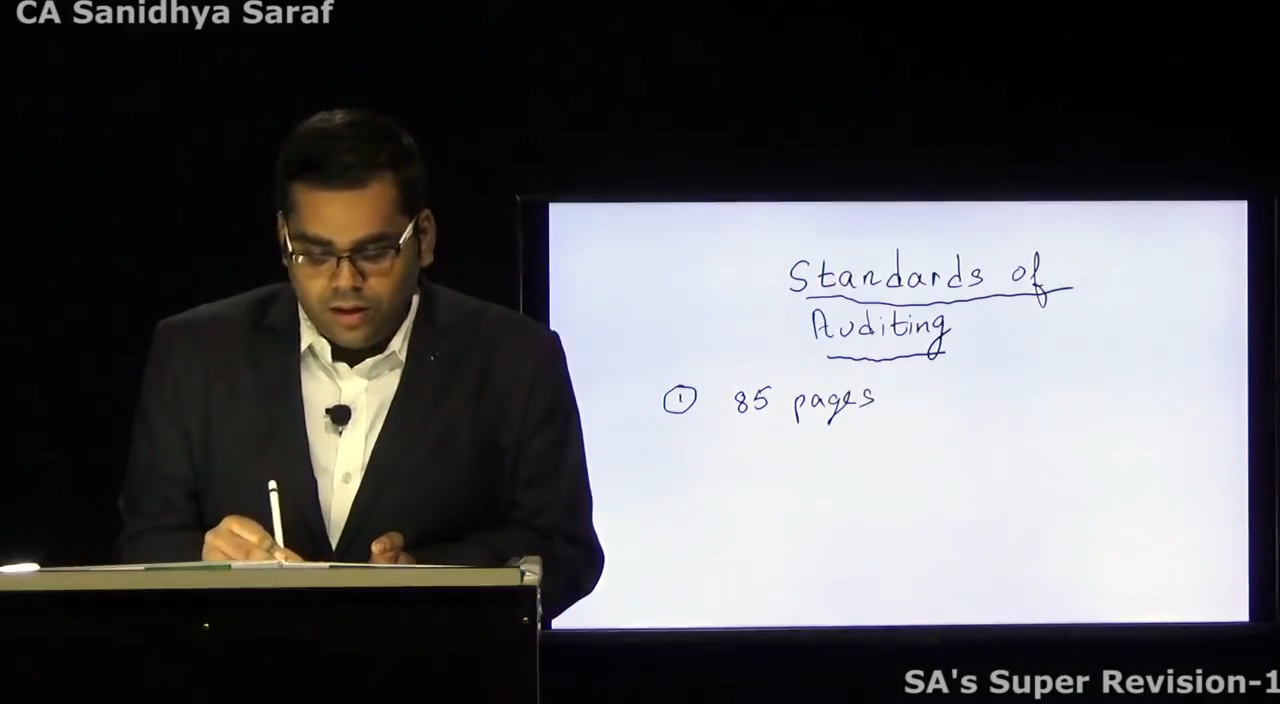 CA Sanidhya Saraf
Standards of
Auditing
1 85 pages
SA's Super Revision-1